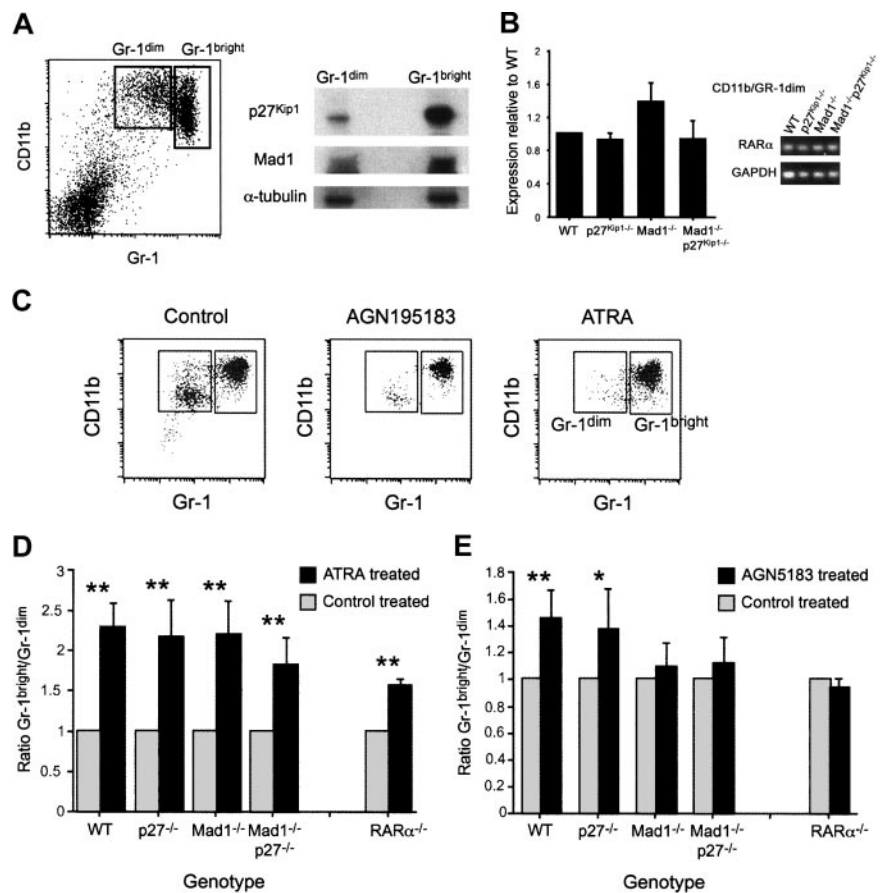 A
Gr-1dim Gr-1bright
CD11b
Gr-1
Gr-1dim Gr-1bright
p27Kip1
Mad1
α-tubulin
B
Expression relative to WT
2
1.6
1.2
0.8
0.4
0
WT p27Kip1-/- Mad1-/- Mad1-/-
p27Kip1-/-
CD11b/GR-1dim
WT
p27Kip1-/-
Mad1-/-
Mad1-/-p27Kip1-/-
RARα
GAPDH
C
Control AGN195183 ATRA
CD11b CD11b CD11b
Gr-1dim Gr-1bright
Gr-1 Gr-1 Gr-1
D
Ratio Gr-1bright/Gr-1dim
3
2.5
2
1.5
1
0.5
0
** ** ** ** **
ATRA treated
Control treated
WT p27-/- Mad1-/- Mad1-/- RARα-/-
p27-/-
Genotype
E
Ratio Gr-1bright/Gr-1dim
1.8
1.6
1.4
1.2
1
0.8
0.6
0.4
0.2
0
** *
AGN5183 treated
Control treated
WT p27-/- Mad1-/- Mad1-/- RARα-/-
p27-/-
Genotype